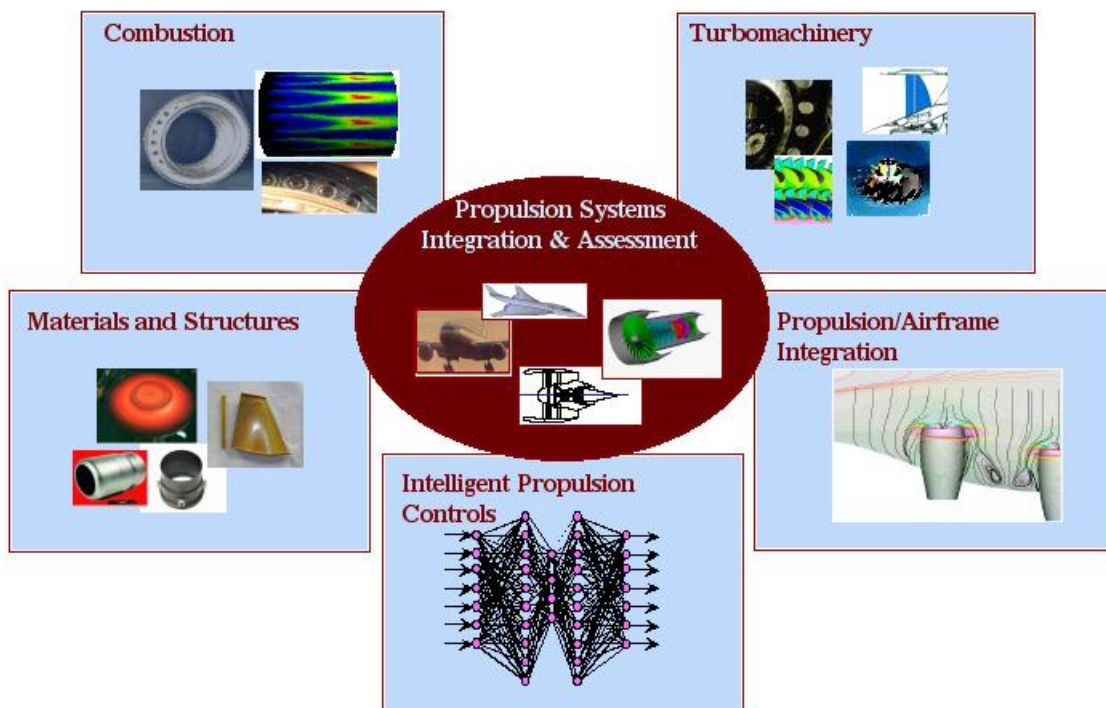 Combustion
Turbomachinery
Propulsion Systems
Integration & Assessment
Materials and Structures
Propulsion/Airframe
Integration
Intelligent Propulsion
Controls